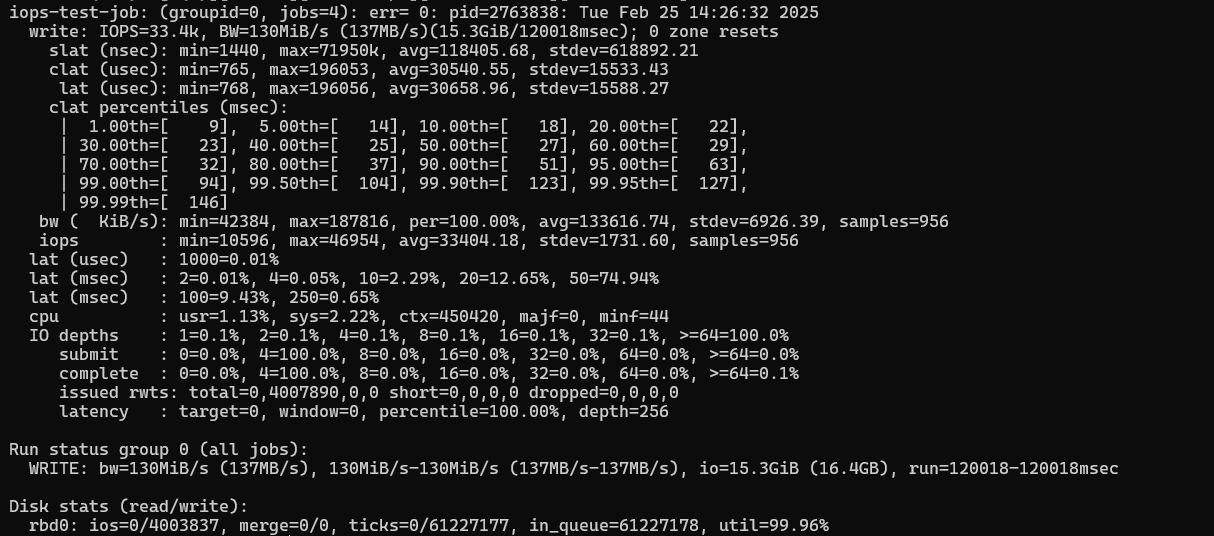 iops-test-job: (groupid=0, jobs=4): err= 0: pid=2763838: Tue Feb 25 14:26:32 2025
  write: IOPS=33.4k, BW=130MiB/s (137MB/s)(15.3GiB/120018msec); 0 zone resets
    slat (nsec): min=1440, max=71950k, avg=118405.68, stdev=618892.21
    clat (usec): min=765, max=196053, avg=30540.55, stdev=15533.43
     lat (usec): min=768, max=196056, avg=30658.96, stdev=15588.27
    clat percentiles (msec):
     |  1.00th=[    9],  5.00th=[   14], 10.00th=[   18], 20.00th=[   22],
     | 30.00th=[   23], 40.00th=[   25], 50.00th=[   27], 60.00th=[   29],
     | 70.00th=[   32], 80.00th=[   37], 90.00th=[   51], 95.00th=[   63],
     | 99.00th=[   94], 99.50th=[  104], 99.90th=[  123], 99.95th=[  127],
     | 99.99th=[  146]
   bw (  KiB/s): min=42384, max=187816, per=100.00%, avg=133616.74, stdev=6926.39, samples=956
   iops        : min=10596, max=46954, avg=33404.18, stdev=1731.60, samples=956
  lat (usec)   : 1000=0.01%
  lat (msec)   : 2=0.01%, 4=0.05%, 10=2.29%, 20=12.65%, 50=74.94%
  lat (msec)   : 100=9.43%, 250=0.65%
  cpu          : usr=1.13%, sys=2.22%, ctx=450420, majf=0, minf=44
  IO depths    : 1=0.1%, 2=0.1%, 4=0.1%, 8=0.1%, 16=0.1%, 32=0.1%, >=64=100.0%
     submit    : 0=0.0%, 4=100.0%, 8=0.0%, 16=0.0%, 32=0.0%, 64=0.0%, >=64=0.0%
     complete  : 0=0.0%, 4=100.0%, 8=0.0%, 16=0.0%, 32=0.0%, 64=0.0%, >=64=0.1%
     issued rwts: total=0,4007890,0,0 short=0,0,0,0 dropped=0,0,0,0
     latency   : target=0, window=0, percentile=100.00%, depth=256

Run status group 0 (all jobs):
  WRITE: bw=130MiB/s (137MB/s), 130MiB/s-130MiB/s (137MB/s-137MB/s), io=15.3GiB (16.4GB), run=120018-120018msec

Disk stats (read/write):
  rbd0: ios=0/4003837, merge=0/0, ticks=0/61227177, in_queue=61227178, util=99.96%